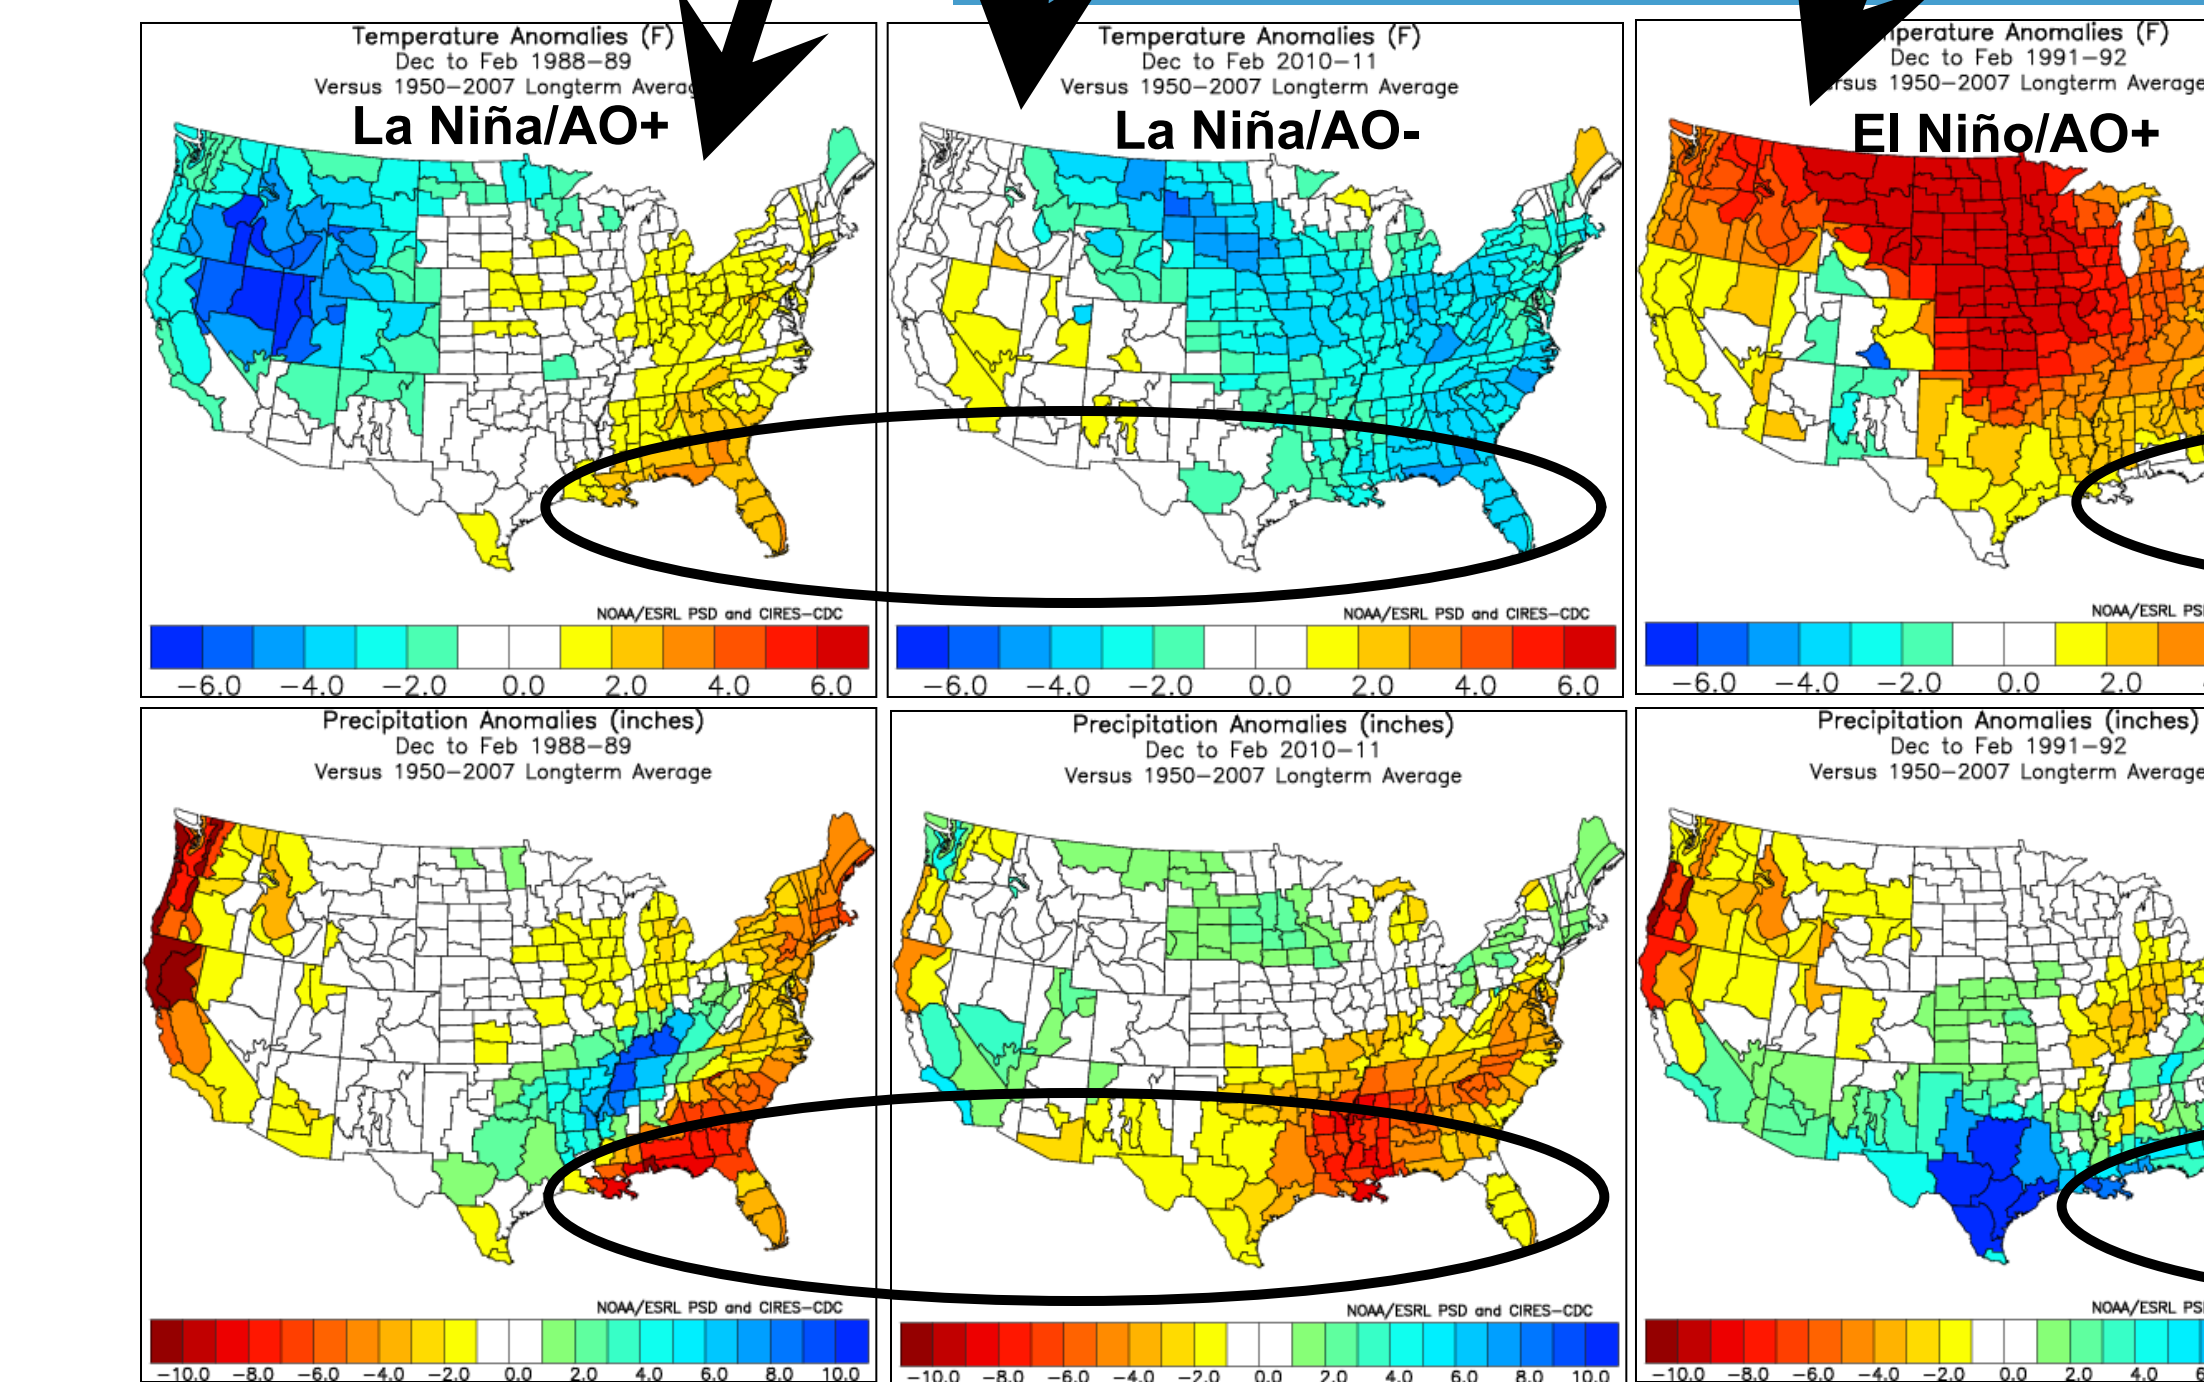 Temperature Anomalies (F)
Dec to Feb 1988-89
Versus 1950-2007 Longterm
La Niña/AO+
NOAA/ESRL PSD and CIRES-CDC
-6.0 -4.0 -2.0 0.0 2.0 4.0 6.0
Temperature Anomalies (F)
Dec to Feb 2010-11
Versus 1950-2007 Longterm Average
La Niña/AO-
NOAA/ESRL PSD and CIRES-CDC
-6.0 -4.0 -2.0 0.0 2.0 4.0 6.0
Anomalies (F)
Dec to Feb 1991-92
1950-2007 Longterm Average
El Niño/AO+
NOAA/ESRL
-6.0 -4.0 -2.0 0.0 2.0
Precipitation Anomalies (inches)
Dec to Feb 1988-89
Versus 1950-2007 Longterm Average
NOAA/ESRL PSD and CIRES-CDC
-10.0 -8.0 -6.0 -4.0 -2.0 0.0 2.0 4.0 6.0 8.0 10.0
Precipitation Anomalies (inches)
Dec to Feb 2010-11
Versus 1950-2007 Longterm Average
NOAA/ESRL PSD and CIRES-CDC
-10.0 -8.0 -6.0 -4.0 -2.0 0.0 2.0 4.0 6.0 8.0 10.0
Precipitation Anomalies (inches)
Dec to Feb 1991-92
Versus 1950-2007 Longterm Average
NOAA/ESRL
-10.0 -8.0 -6.0 -4.0 -2.0 0.0 2.0 4.0